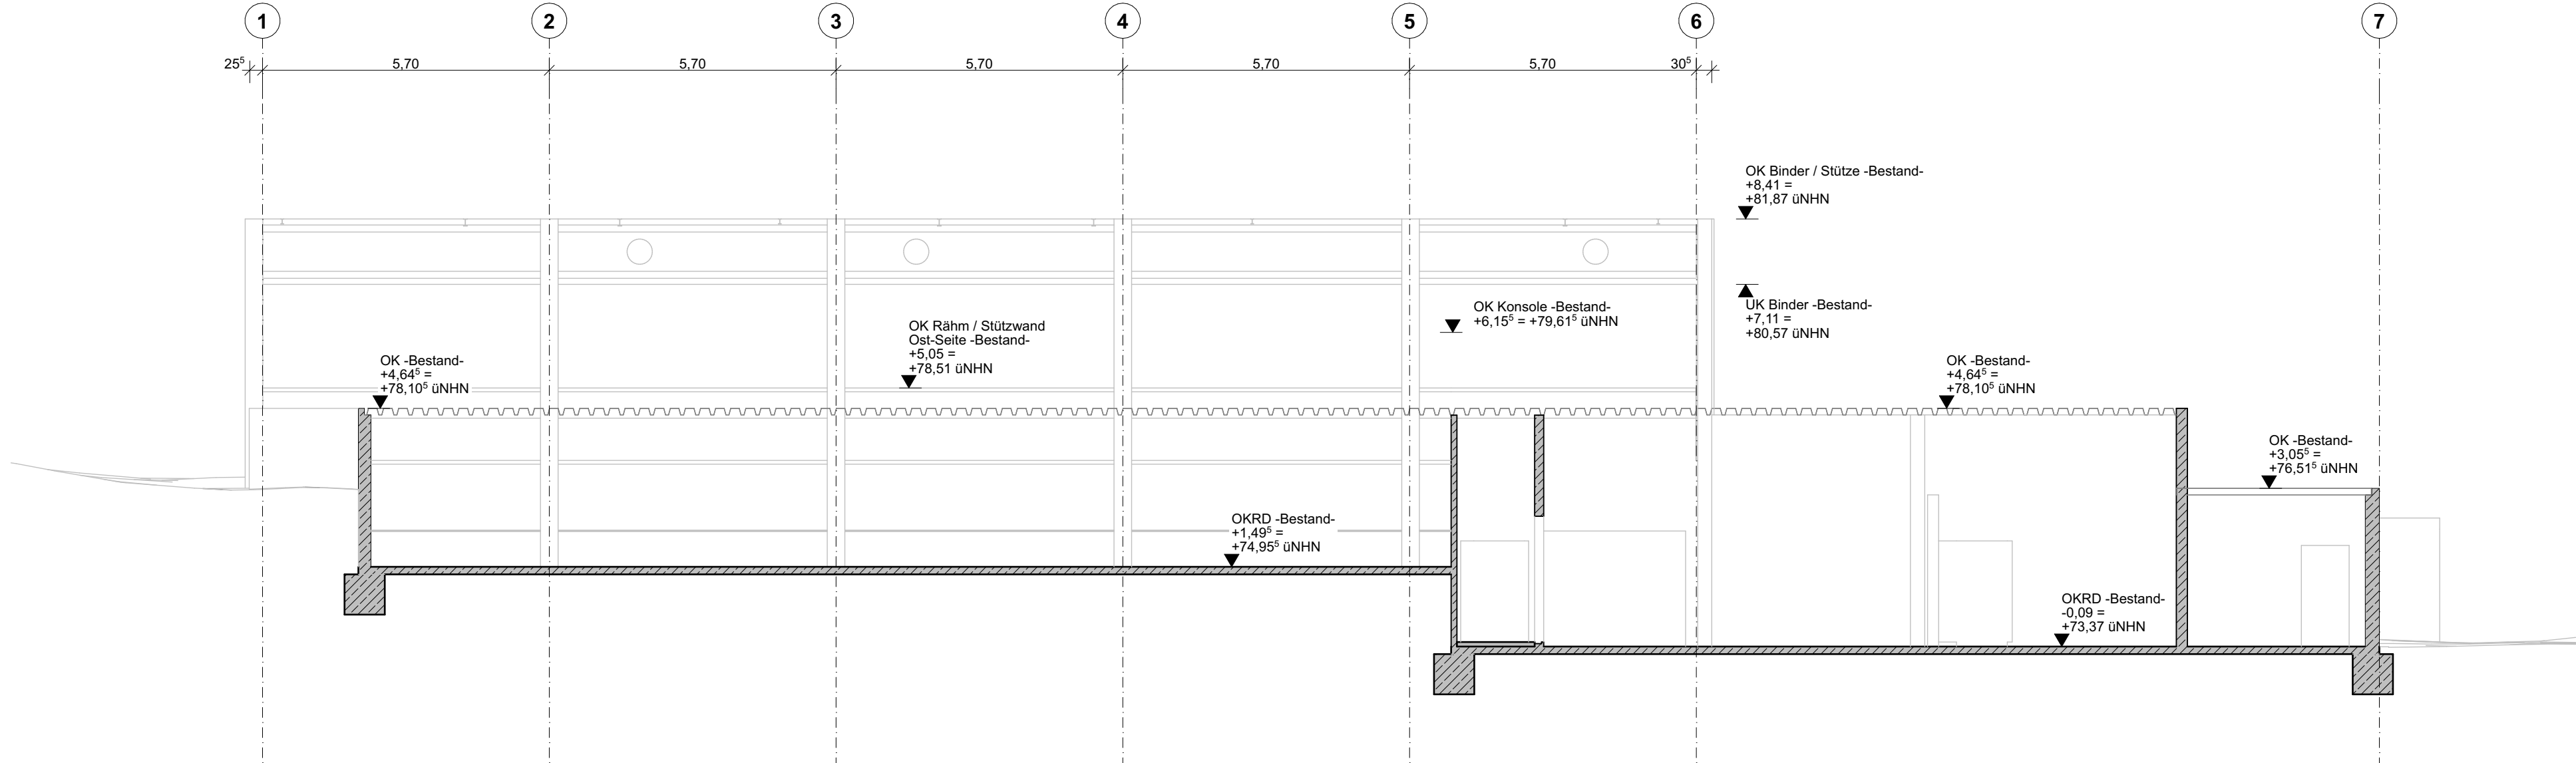 1 2 3 4 5 6 7
25⁵ 5,70 5,70 5,70 5,70 5,70 30⁵
OK Binder / Stütze -Bestand-
+8,41 =
+81,87 üNHN
UK Binder -Bestand-
+7,11 =
+80,57 üNHN
OK Konsole -Bestand-
+6,15⁵ = +79,61⁵ üNHN
OK Rähm / Stützwand
Ost-Seite -Bestand-
+5,05 =
+78,51 üNHN
OK -Bestand-
+4,64⁵ =
+78,10⁵ üNHN
OK -Bestand-
+4,64⁵ =
+78,10⁵ üNHN
OK -Bestand-
+3,05⁵ =
+76,51⁵ üNHN
OKRD -Bestand-
+1,49⁵ =
+74,95⁵ üNHN
OKRD -Bestand-
-0,09 =
+73,37 üNHN